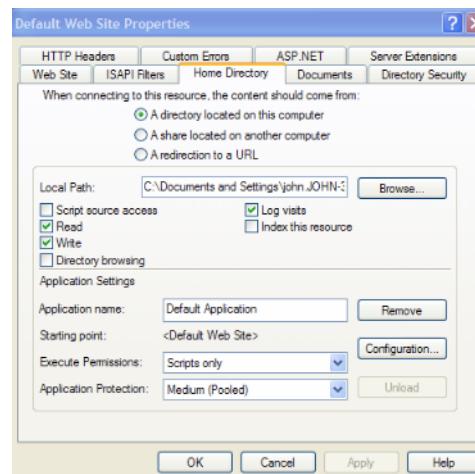 Default Web Site Properties
HTTP Headers Custom Errors ASP.NET Server Extensions
Web Site ISAPI Filters Home Directory Documents Directory Security
When connecting to this resource, the content should come from:
A directory located on this computer
A share located on another computer
A redirection to a URL
Local Path: C:\Documents and Settings\john.JOHN-3 Browse...
Script source access Log visits
Read Index this resource
Write
Directory browsing
Application Settings
Application name: Default Application Remove
Starting point: <Default Web Site>
Configuration...
Execute Permissions: Scripts only
Application Protection: Medium (Pooled) Unload
OK Cancel Apply Help